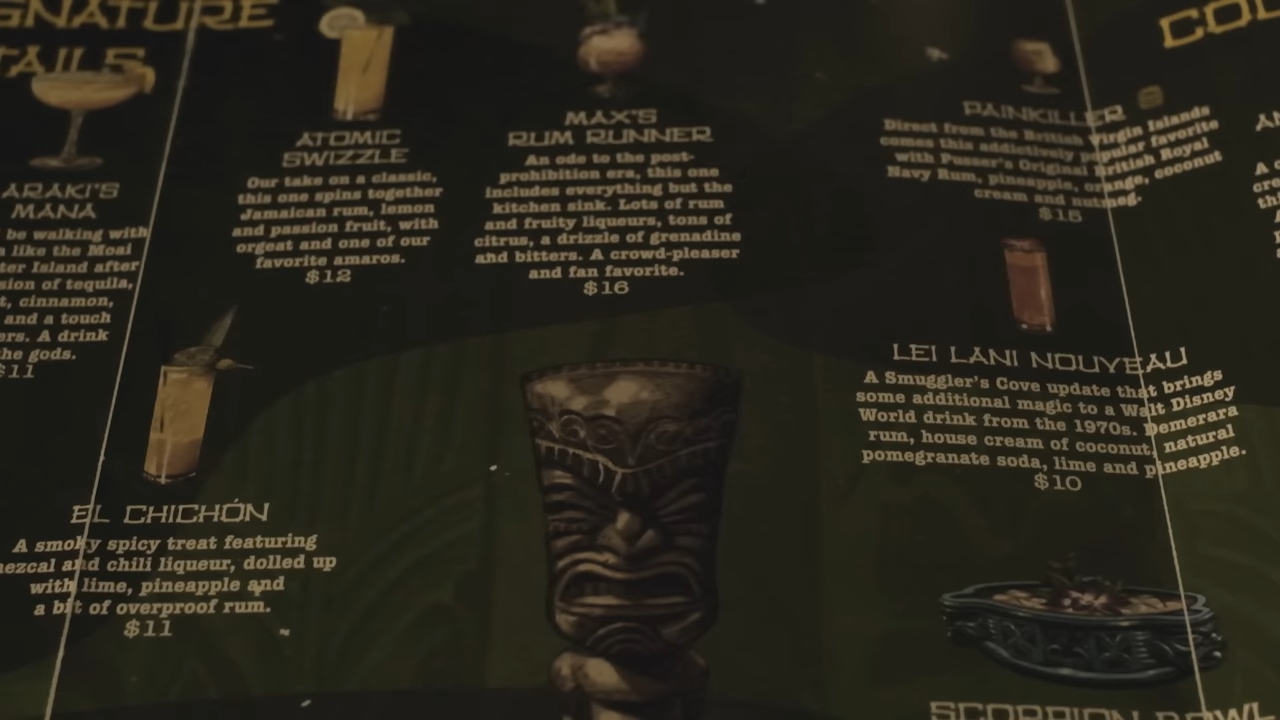 GNATURE
TAILS
ARAKI'S
MANA
be walking with
like the Moai
ter Island after
sion of tequila,
t, cinnamon,
and a touch
ers. A drink
he gods.
$11
ATOMIC
SWIZZLE
Our take on a classic,
this one spins together
Jamaican rum, lemon
and passion fruit, with
orgeat and one of our
favorite amaros.
$12
MAX'S
RUM RUNNER
An ode to the post-
prohibition era, this one
includes everything but the
kitchen sink. Lots of rum
and fruity liqueurs, tons of
citrus, a drizzle of grenadine
and bitters. A crowd-pleaser
and fan favorite.
$16
PAINKILLER
Direct from the British Virgin Islands
comes this addictively popular favorite
with Pusser's Original British Royal
Navy Rum, pineapple, orange, coconut
cream and nutmeg.
$15
LEI LANI NOUVEAU
A Smuggler's Cove update that brings
some additional magic to a Walt Disney
World drink from the 1970s. Demerara
rum, house cream of coconut, natural
pomegranate soda, lime and pineapple.
$10
EL CHICHÓN
A smoky spicy treat featuring
mezcal and chili liqueur, dolled up
with lime, pineapple and
a bit of overproof rum.
$11
SCORPION BOWL